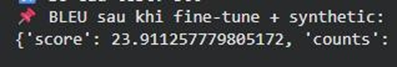 📌 BLEU sau khi fine-tune + synthetic:
{'score': 23.911257779805172, 'counts':